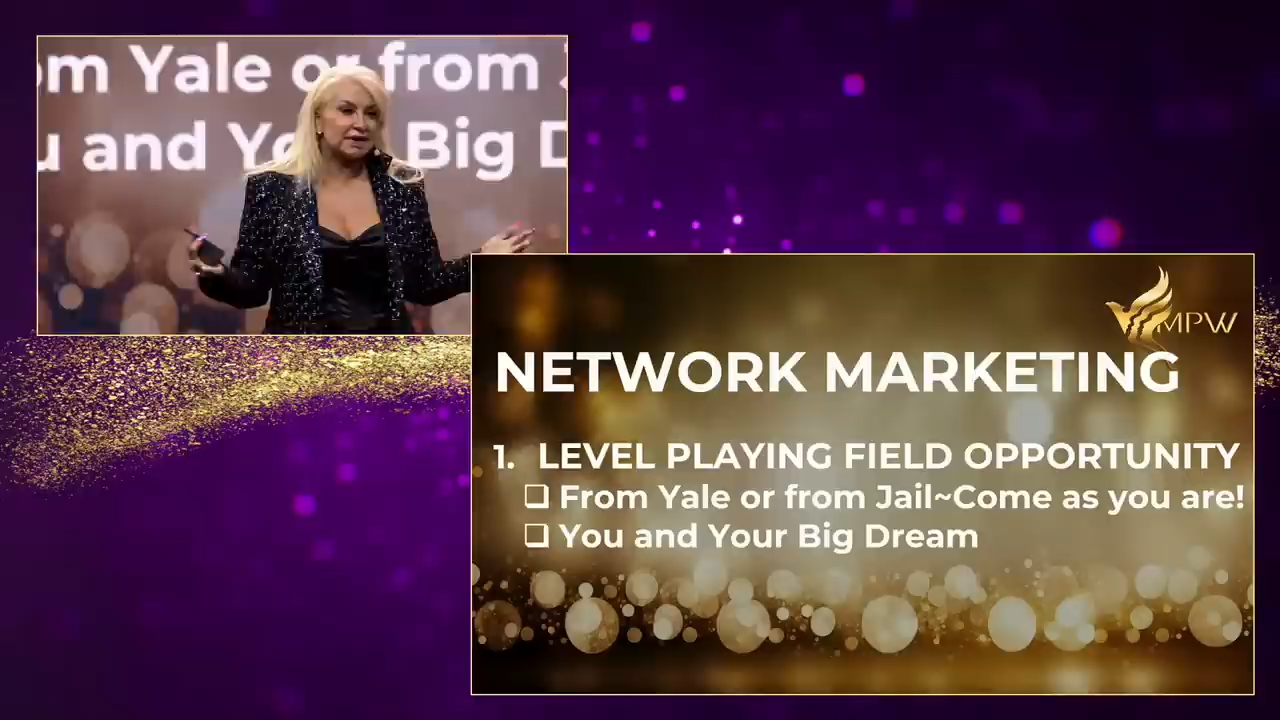 om Yale or from
u and Yo Big D
MPW
NETWORK MARKETING
1. LEVEL PLAYING FIELD OPPORTUNITY
❑ From Yale or from Jail~Come as you are!
❑ You and Your Big Dream